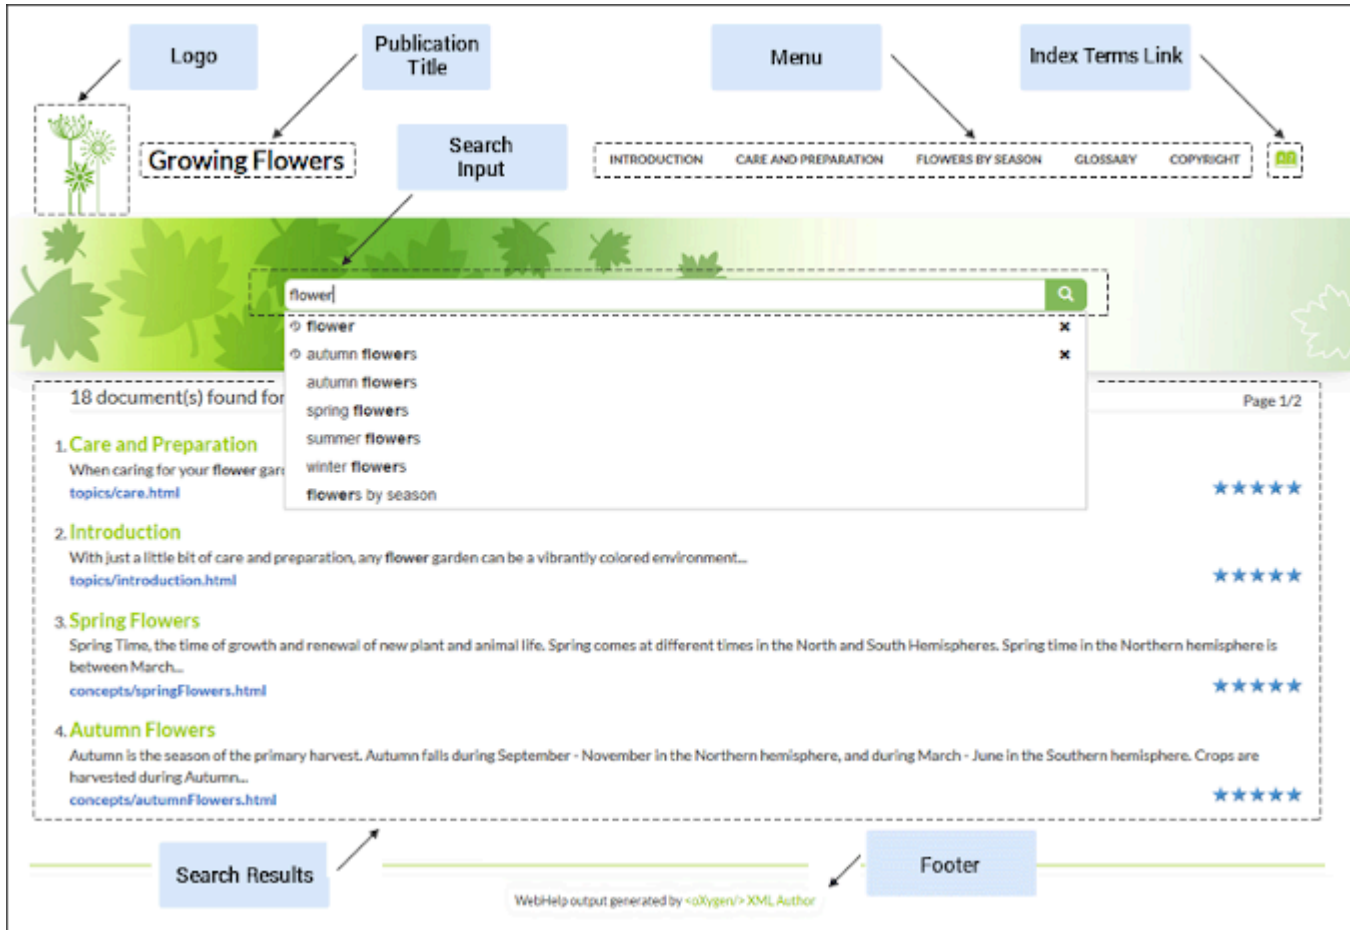 Logo
Publication
Title
Menu
Index Terms Link
Search
Input
Growing Flowers
INTRODUCTION CARE AND PREPARATION FLOWERS BY SEASON GLOSSARY COPYRIGHT
flower
flower
autumn flowers
autumn flowers
spring flowers
summer flowers
winter flowers
flowers by season
18 document(s) found for
Page 1/2
1. Care and Preparation
When caring for your flower gard
topics/care.html
2. Introduction
With just a little bit of care and preparation, any flower garden can be a vibrantly colored environment...
topics/introduction.html
3. Spring Flowers
Spring Time, the time of growth and renewal of new plant and animal life. Spring comes at different times in the North and South Hemispheres. Spring time in the Northern hemisphere is
between March...
concepts/springFlowers.html
4. Autumn Flowers
Autumn is the season of the primary harvest. Autumn falls during September - November in the Northern hemisphere, and during March - June in the Southern hemisphere. Crops are
harvested during Autumn...
concepts/autumnFlowers.html
Search Results
Footer
WebHelp output generated by <oXygen/> XML Author